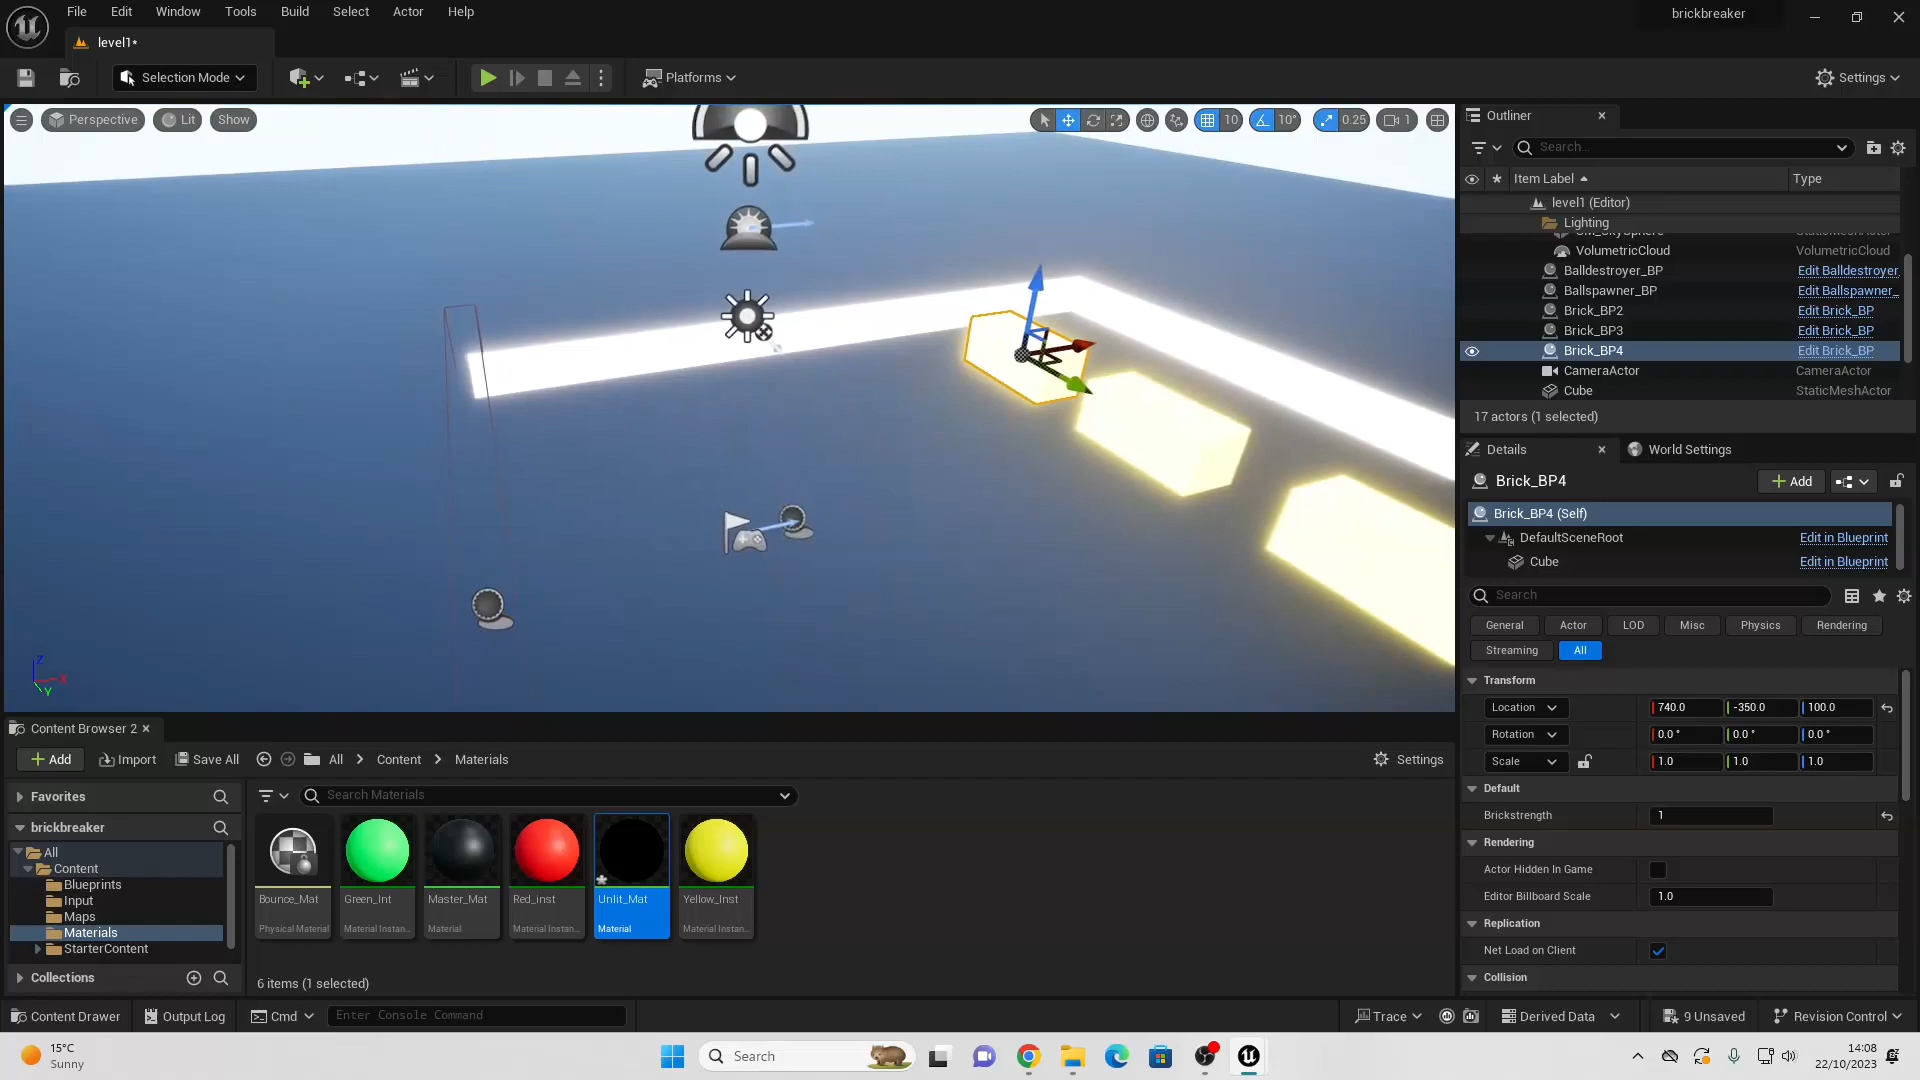 File Edit Window Tools Build Select Actor Help
brickbreaker
level1*
Selection Mode
Platforms
Settings
Perspective Lit Show
10 10° 0.25 1
Z X Y
Outliner
Search...
Item Label Type
level1 (Editor)
Lighting
VolumetricCloud VolumetricCloud
Balldestroyer_BP Edit Balldestroyer_
Ballspawner_BP Edit Ballspawner_
Brick_BP2 Edit Brick_BP
Brick_BP3 Edit Brick_BP
Brick_BP4 Edit Brick_BP
CameraActor CameraActor
Cube StaticMeshActor
17 actors (1 selected)
Details World Settings
Brick_BP4 Add
Brick_BP4 (Self)
DefaultSceneRoot Edit in Blueprint
Cube Edit in Blueprint
Search
General Actor LOD Misc Physics Rendering
Streaming All
Transform
Location 740.0 -350.0 100.0
Rotation 0.0 ° 0.0 ° 0.0 °
Scale 1.0 1.0 1.0
Default
Brickstrength 1
Rendering
Actor Hidden In Game
Editor Billboard Scale 1.0
Replication
Net Load on Client
Collision
Content Browser 2
Add Import Save All All > Content > Materials Settings
Favorites
brickbreaker
All
Content
Blueprints
Input
Maps
Materials
StarterContent
Collections
Search Materials
Bounce_Mat Green_Int Master_Mat Red_inst Unlit_Mat Yellow_Inst
Physical Material Material Instan... Material Material Instan... Material Material Instan...
6 items (1 selected)
Content Drawer Output Log Cmd Enter Console Command Trace Derived Data 9 Unsaved Revision Control
15°C
Sunny
Search
14:08
22/10/2023